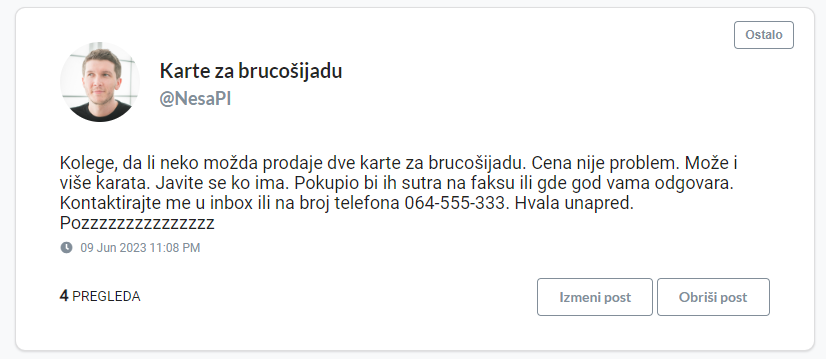 Ostalo
Karte za brucošijadu
@NesaPI
Kolege, da li neko možda prodaje dve karte za brucošijadu. Cena nije problem. Može i
više karata. Javite se ko ima. Pokupio bi ih sutra na faksu ili gde god vama odgovara.
Kontaktirajte me u inbox ili na broj telefona 064-555-333. Hvala unapred.
Pozzzzzzzzzzzzzzz
09 Jun 2023 11:08 PM
4 PREGLEDA
Izmeni post
Obriši post